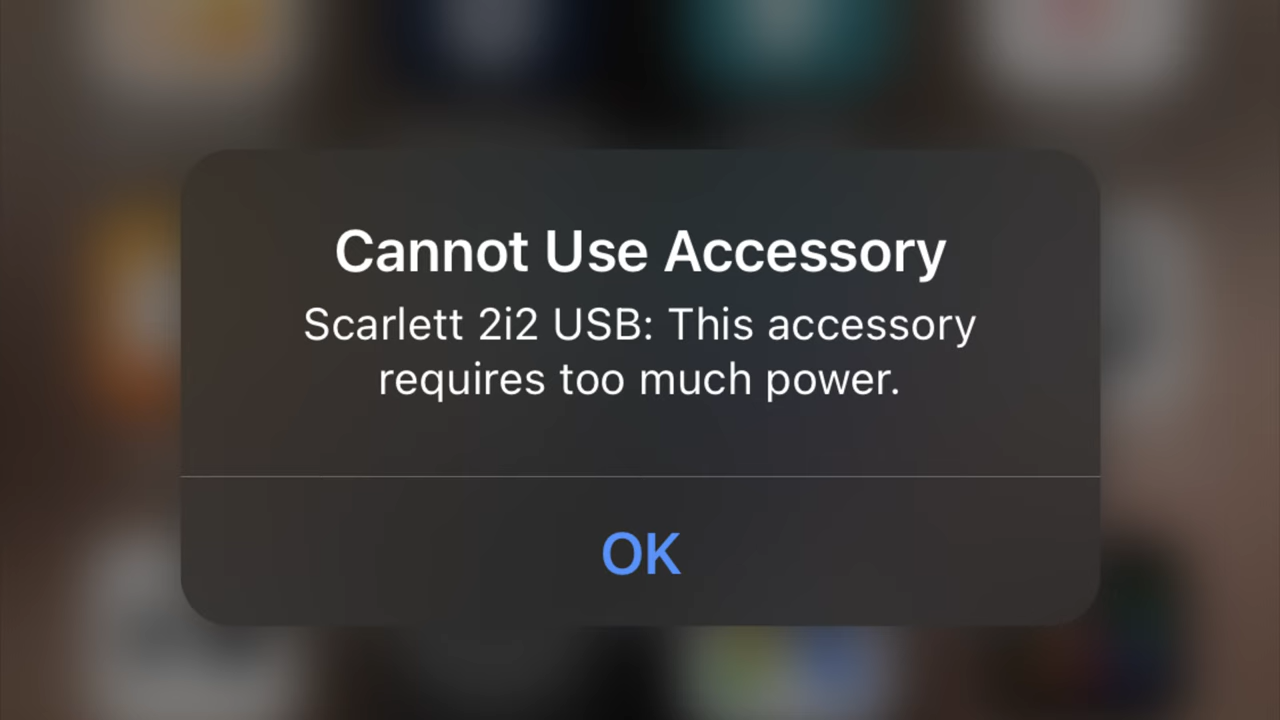 Cannot Use Accessory
Scarlett 2i2 USB: This accessory
requires too much power.
OK